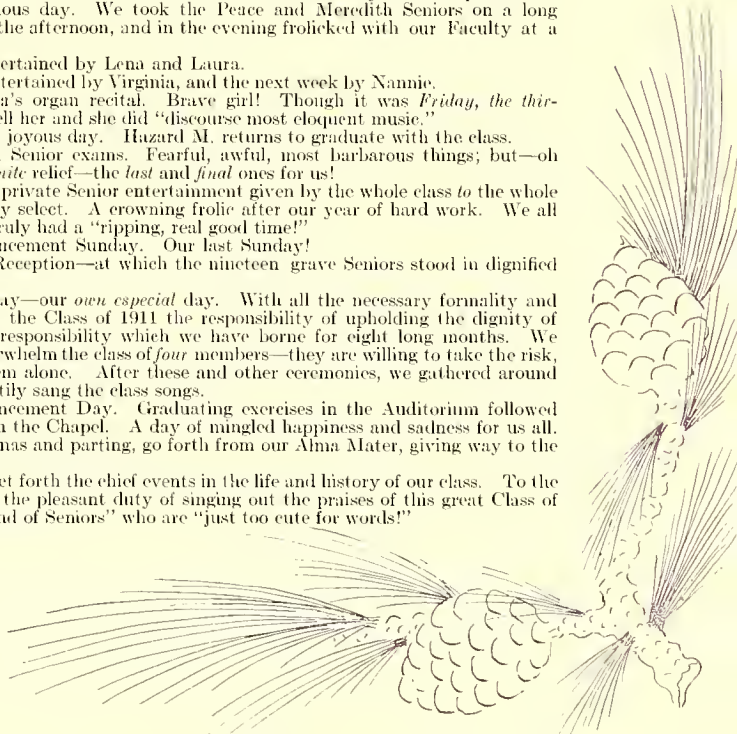 ous day. We took the Peace and Meredith Seniors on a long
the afternoon, and in the evening frolicked with our Faculty at a
ertained by Lena and Laura.
tertained by Virginia, and the next week by Nannie.
a's organ recital. Brave girl! Though it was Friday, the thir-
ell her and she did "discourse most eloquent music."
joyous day. Hazard M. returns to graduate with the class.
Senior exams. Fearful, awful, most barbarous things; but—oh
nite relief—the last and final ones for us!
private Senior entertainment given by the whole class to the whole
y select. A crowning frolic after our year of hard work. We all
ruly had a "ripping, real good time!"
ncement Sunday. Our last Sunday!
Reception—at which the nineteen grave Seniors stood in dignified
ay—our own especial day. With all the necessary formality and
the Class of 1911 the responsibility of upholding the dignity of
responsibility which we have borne for eight long months. We
rwhelm the class of four members—they are willing to take the risk,
em alone. After these and other ceremonies, we gathered around
tily sang the class songs.
ncement Day. Graduating exercises in the Auditorium followed
n the Chapel. A day of mingled happiness and sadness for us all.
mas and parting, go forth from our Alma Mater, giving way to the
et forth the chief events in the life and history of our class. To the
the pleasant duty of singing out the praises of this great Class of
nd of Seniors" who are "just too cute for words!"